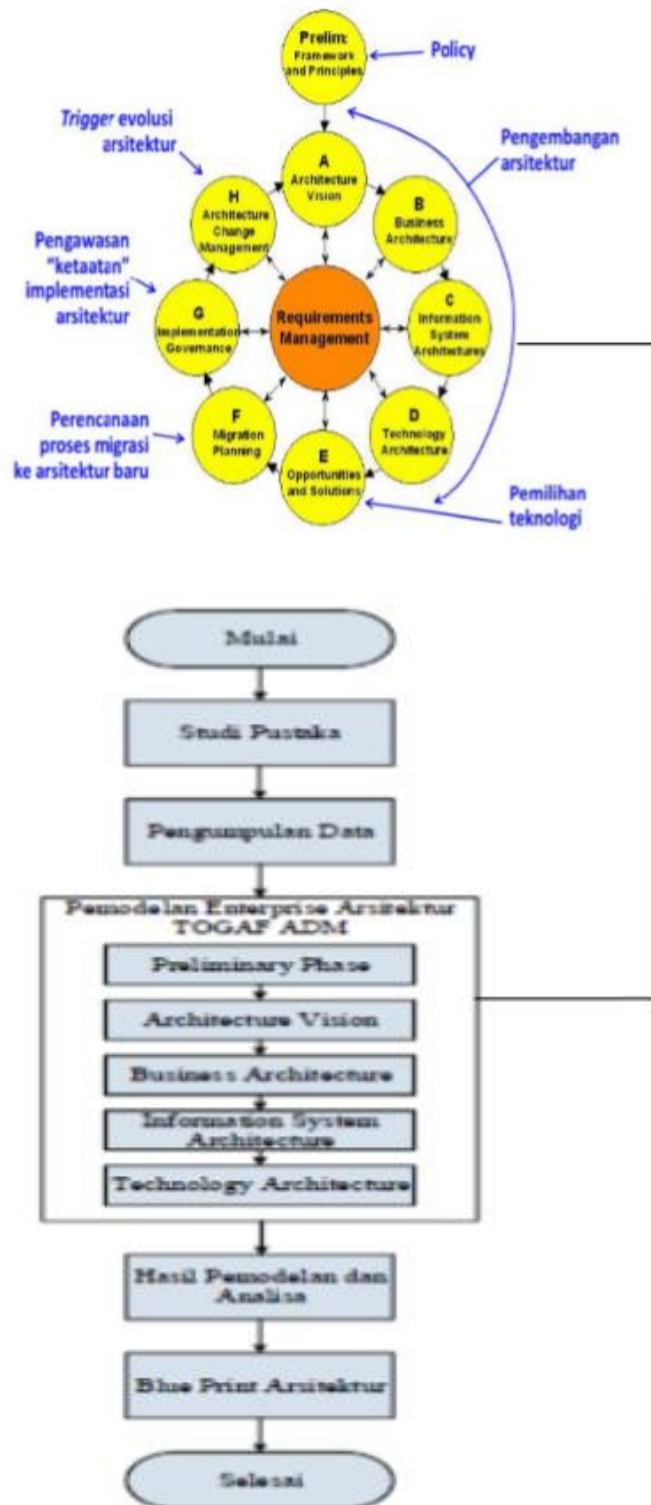 Prelim:
Framework
and Principles
Policy
Trigger evolusi
arsitektur
A
Architecture
Vision
Pengembangan
arsitektur
H
Architecture
Change
Management
B
Business
Architecture
Pengawasan
"ketaatan"
implementasi
arsitektur
G
Implementation
Governance
Requirements
Management
C
Information
System
Architectures
Perencanaan
proses migrasi
ke arsitektur baru
F
Migration
Planning
D
Technology
Architecture
E
Opportunities
and Solutions
Pemilihan
teknologi
Mulai
Studi Pustaka
Pengumpulan Data
Pemodelan Enterprise Arsitektur
TOGAF ADM
Preliminary Phase
Architecture Vision
Business Architecture
Information System
Architecture
Technology Architecture
Hasil Pemodelan dan
Analisa
Blue Print Arsitektur
Selesai